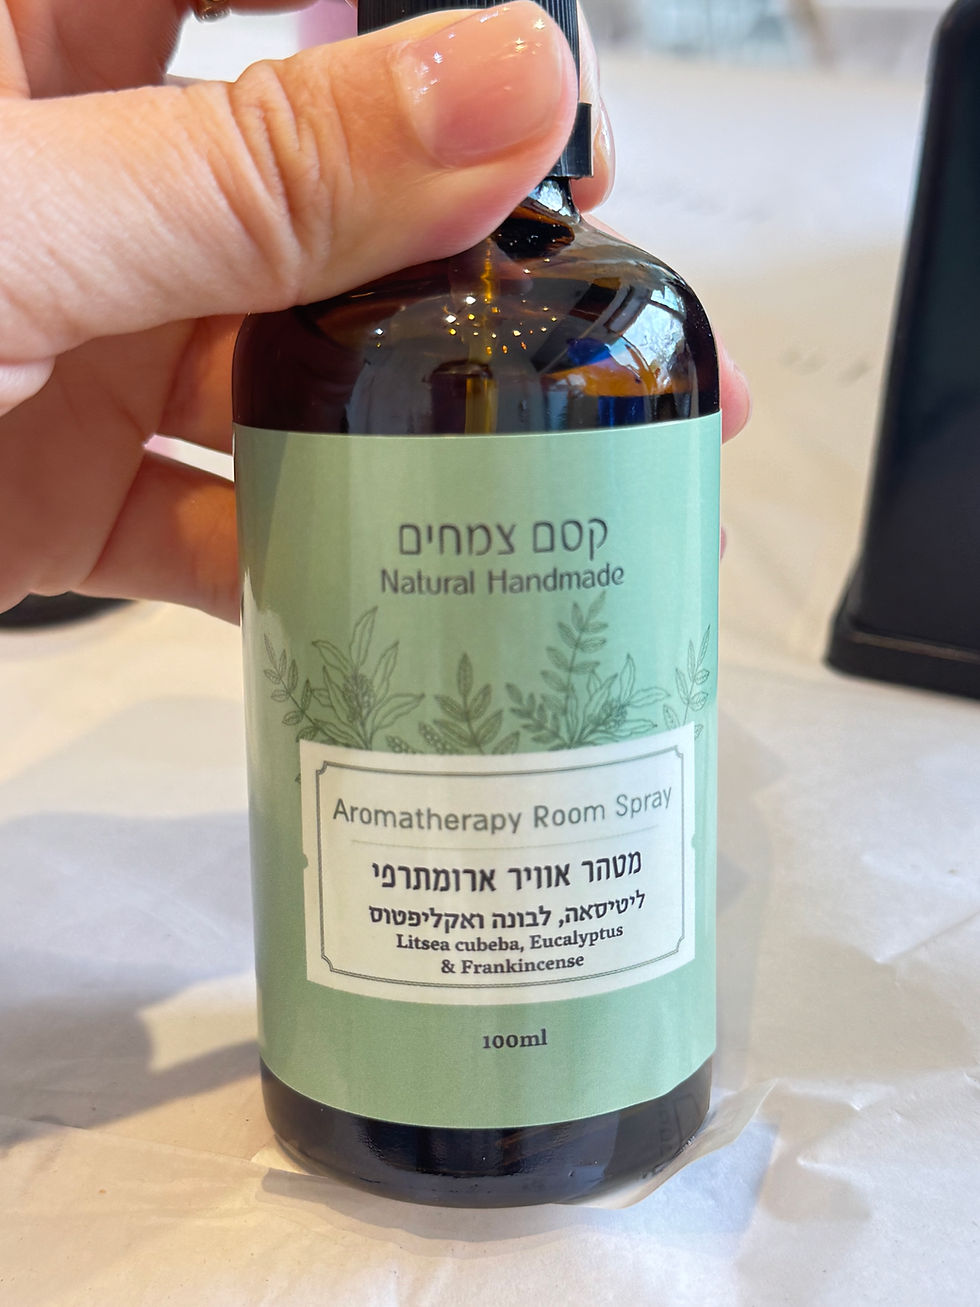 קסם צמחים
Natural Handmade
Aromatherapy Room Spray
מטהר אוויר ארומתרפי
ליטיסאה, לבונה ואקליפטוס
Litsea cubeba, Eucalyptus
& Frankincense
100ml